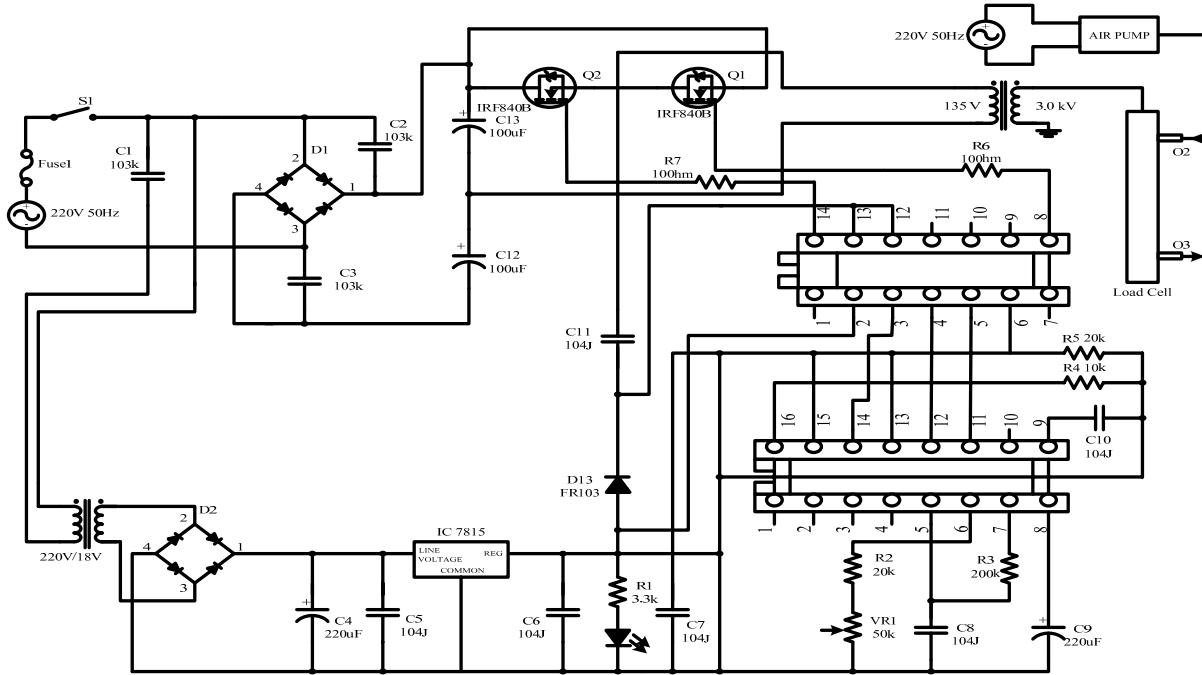 220V 50Hz
+
-
AIR PUMP
S1
Fuse1
220V 50Hz
C1
103k
2
D1
4
1
3
C2
103k
C3
103k
+
C13
100uF
+
C12
100uF
Q2
IRF840B
Q1
IRF840B
135 V
3.0 kV
R7
100hm
R6
100hm
O2
O3
Load Cell
14
13
12
11
10
9
8
1
2
3
4
5
6
7
C11
104J
R5 20k
R4 10k
16
15
14
13
12
11
10
9
C10
104J
1
2
3
4
5
6
7
8
D13
FR103
220V/18V
D2
2
4
1
3
IC 7815
LINE
VOLTAGE
REG
COMMON
+
C4
220uF
C5
104J
C6
104J
R1
3.3k
C7
104J
R2
20k
VR1
50k
R3
200k
C8
104J
+
C9
220uF